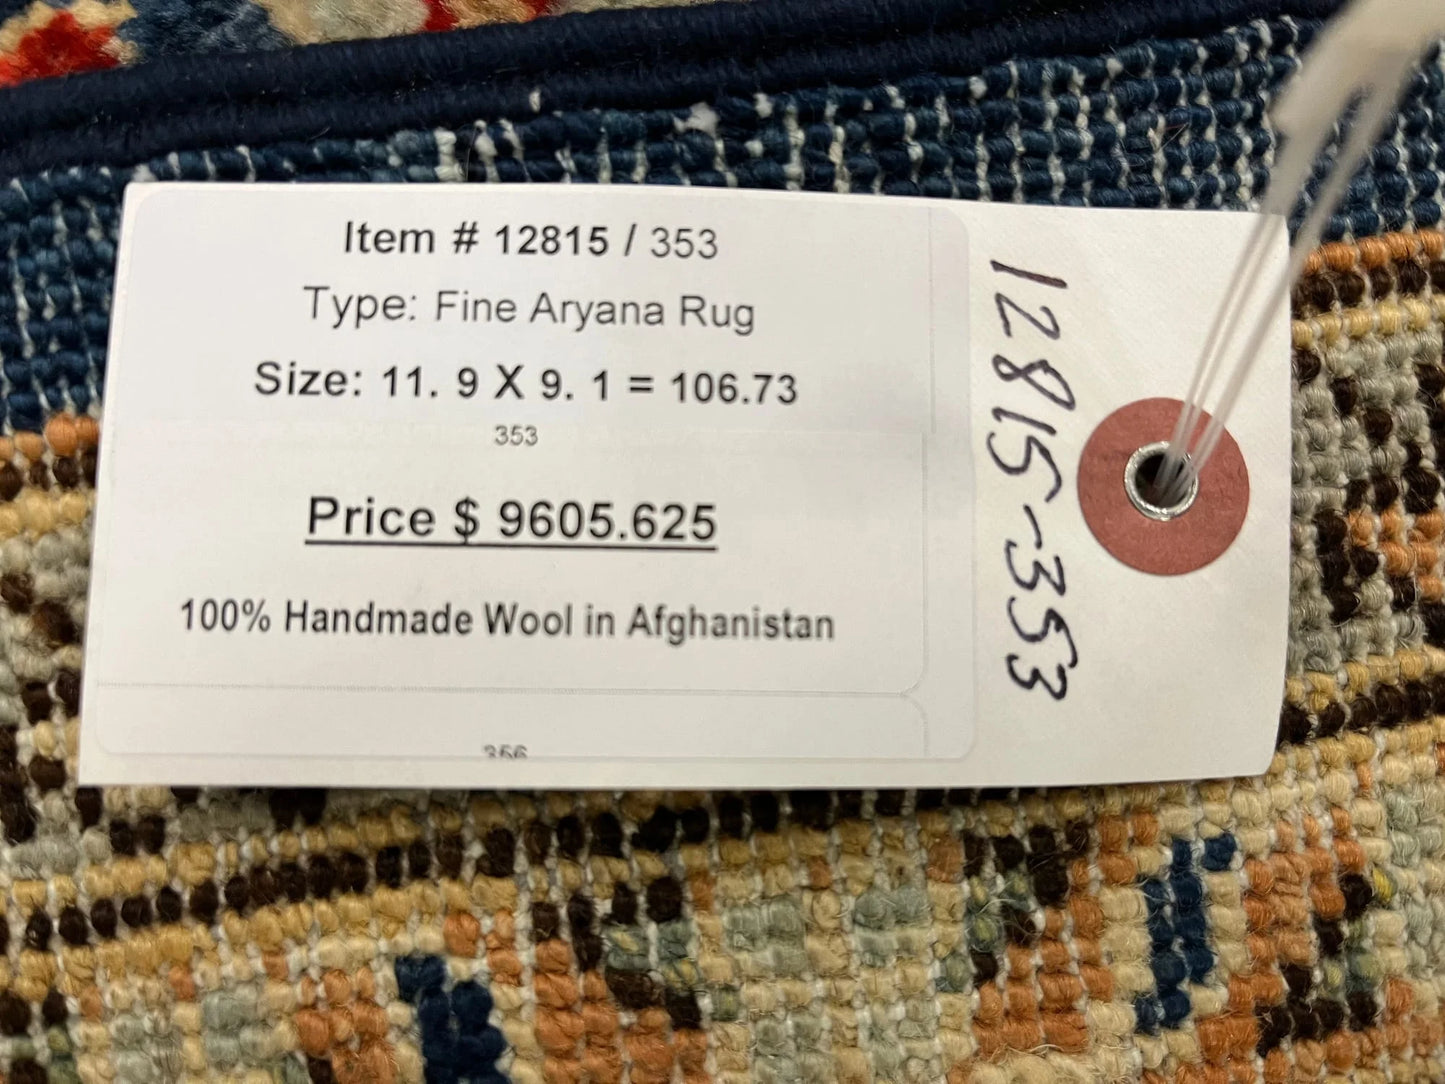 Item # 12815 / 353
Type: Fine Aryana Rug
Size: 11. 9 X 9. 1 = 106.73
353
Price $ 9605.625
100% Handmade Wool in Afghanistan
356
12815-353